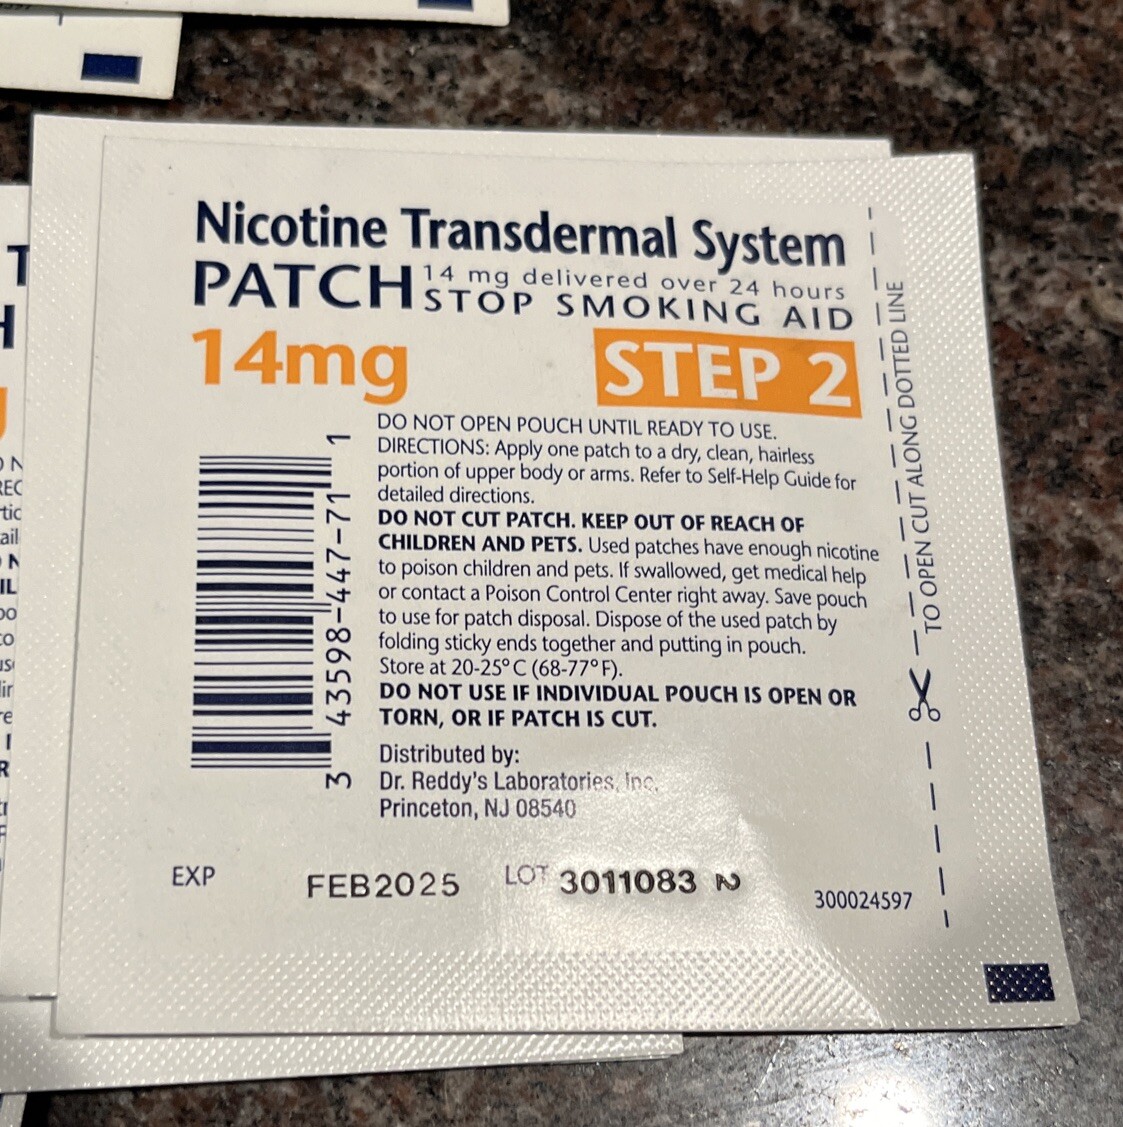 Nicotine Transdermal System
PATCH 14 mg delivered over 24 hours
STOP SMOKING AID
14mg
STEP 2
DO NOT OPEN POUCH UNTIL READY TO USE.
DIRECTIONS: Apply one patch to a dry, clean, hairless
portion of upper body or arms. Refer to Self-Help Guide for
detailed directions.
DO NOT CUT PATCH. KEEP OUT OF REACH OF
CHILDREN AND PETS. Used patches have enough nicotine
to poison children and pets. If swallowed, get medical help
or contact a Poison Control Center right away. Save pouch
to use for patch disposal. Dispose of the used patch by
folding sticky ends together and putting in pouch.
Store at 20-25°C (68-77°F).
DO NOT USE IF INDIVIDUAL POUCH IS OPEN OR
TORN, OR IF PATCH IS CUT.
Distributed by:
Dr. Reddy's Laboratories, Inc.
Princeton, NJ 08540
3 43598-447-71 1
TO OPEN CUT ALONG DOTTED LINE
EXP FEB2025 LOT 3011083 N
300024597